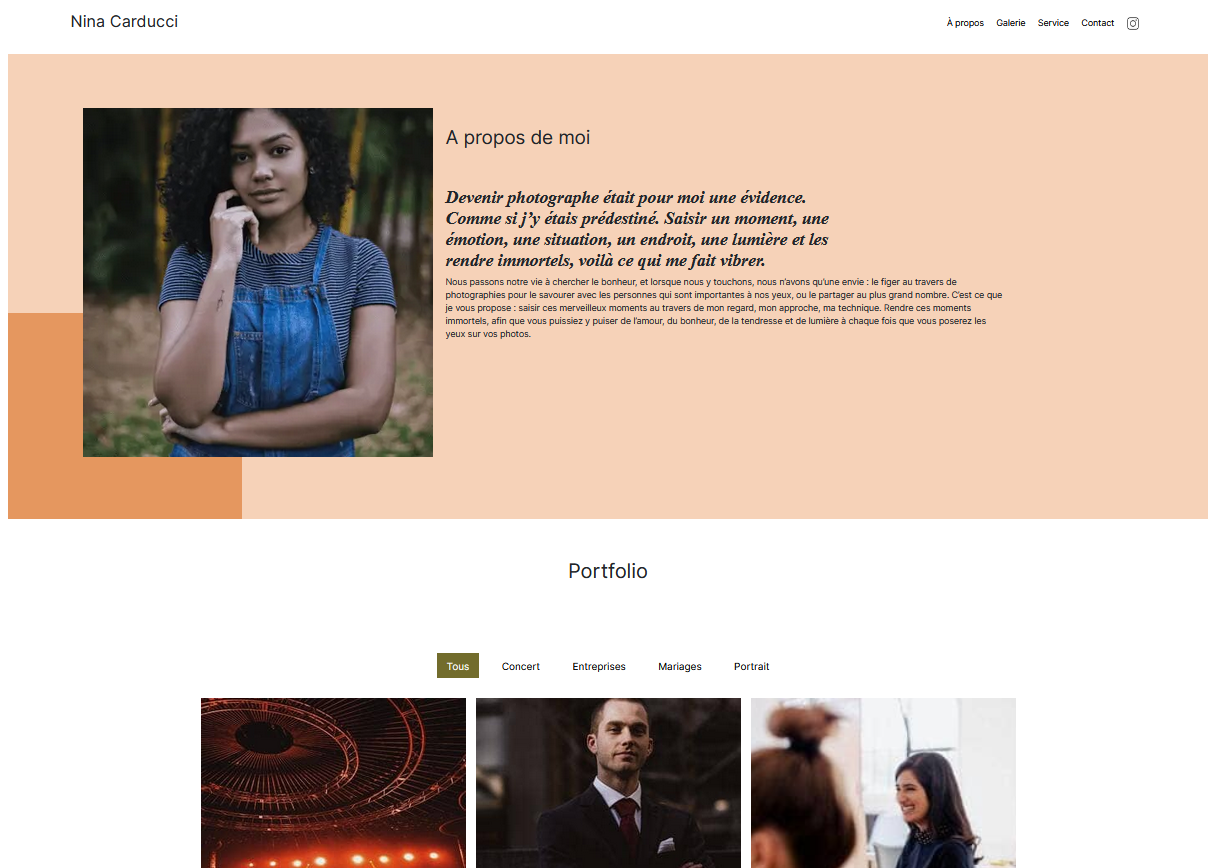 Nina Carducci
À propos Galerie Service Contact
A propos de moi
Devenir photographe était pour moi une évidence.
Comme si j’y étais prédestiné. Saisir un moment, une
émotion, une situation, un endroit, une lumière et les
rendre immortels, voilà ce qui me fait vibrer.
Nous passons notre vie à chercher le bonheur, et lorsque nous y touchons, nous n’avons qu’une envie : le figer au travers de
photographies pour le savourer avec les personnes qui sont importantes à nos yeux, ou le partager au plus grand nombre. C’est ce que
je vous propose : saisir ces merveilleux moments au travers de mon regard, mon approche, ma technique. Rendre ces moments
immortels, afin que vous puissiez y puiser de l’amour, du bonheur, de la tendresse et de lumière à chaque fois que vous poserez les
yeux sur vos photos.
Portfolio
Tous Concert Entreprises Mariages Portrait